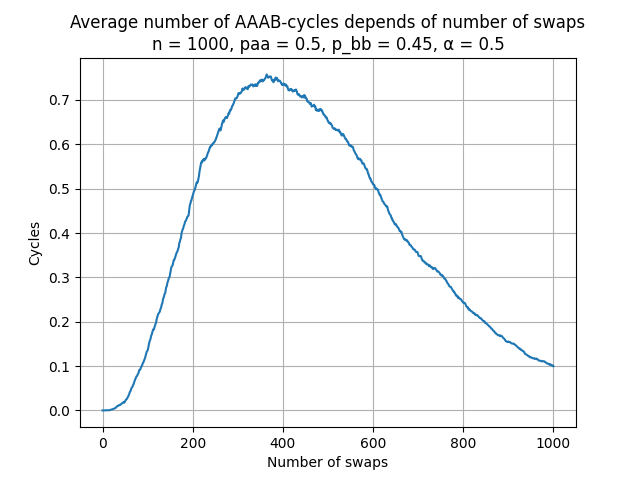 Average number of AAAB-cycles depends of number of swaps
n = 1000, paa = 0.5, p_bb = 0.45, α = 0.5
Cycles
0.7
0.6
0.5
0.4
0.3
0.2
0.1
0.0
0 200 400 600 800 1000
Number of swaps